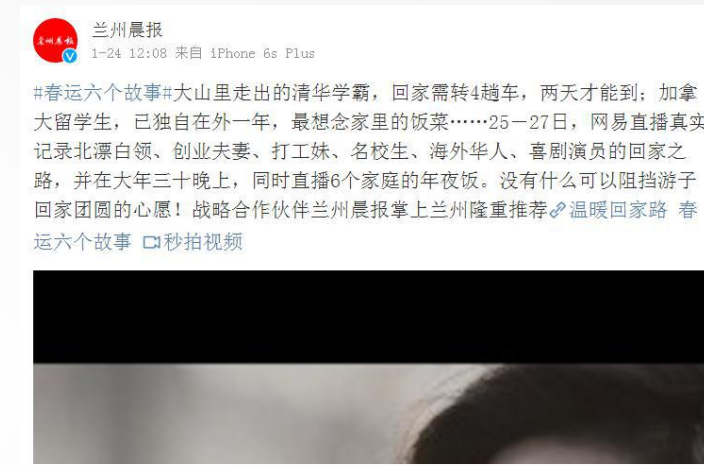 兰州晨报
兰州晨报
1-24 12:08 来自 iPhone 6s Plus
#春运六个故事#大山里走出的清华学霸，回家需转4趟车，两天才能到；加拿
大留学生，已独自在外一年，最想念家里的饭菜……25－27日，网易直播真实
记录北漂白领、创业夫妻、打工妹、名校生、海外华人、喜剧演员的回家之
路，并在大年三十晚上，同时直播6个家庭的年夜饭。没有什么可以阻挡游子
回家团圆的心愿！战略合作伙伴兰州晨报掌上兰州隆重推荐 温暖回家路 春
运六个故事 秒拍视频